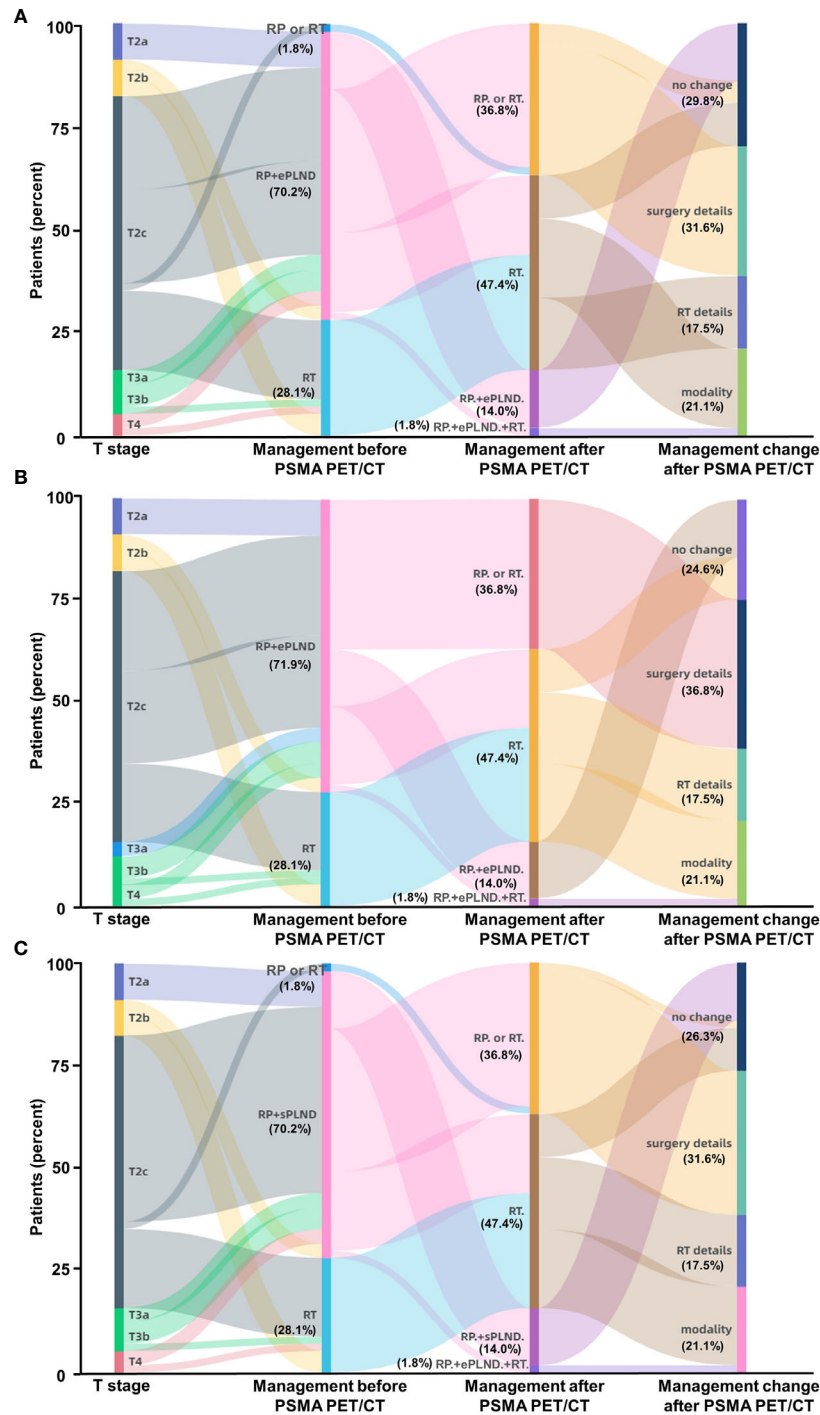 A
100
75
50
25
0
Patients (percent)
T2a
T2b
T2c
T3a
T3b
T4
RP or RT
(1.8%)
RP+ePLND
(70.2%)
RT
(28.1%)
RP. or RT.
(36.8%)
RT.
(47.4%)
RP.+ePLND.
(14.0%)
(1.8%) RP.+ePLND.+RT.
no change
(29.8%)
surgery details
(31.6%)
RT details
(17.5%)
modality
(21.1%)
T stage
Management before
PSMA PET/CT
Management after
PSMA PET/CT
Management change
after PSMA PET/CT
B
100
75
50
25
0
Patients (percent)
T2a
T2b
T2c
T3a
T3b
T4
RP+ePLND
(71.9%)
RT
(28.1%)
RP. or RT.
(36.8%)
RT.
(47.4%)
RP.+ePLND.
(14.0%)
(1.8%) RP.+ePLND.+RT.
no change
(24.6%)
surgery details
(36.8%)
RT details
(17.5%)
modality
(21.1%)
T stage
Management before
PSMA PET/CT
Management after
PSMA PET/CT
Management change
after PSMA PET/CT
C
100
75
50
25
0
Patients (percent)
T2a
T2b
T2c
T3a
T3b
T4
RP or RT
(1.8%)
RP+sPLND
(70.2%)
RT
(28.1%)
RP. or RT.
(36.8%)
RT.
(47.4%)
RP.+sPLND.
(14.0%)
(1.8%) RP.+ePLND.+RT.
no change
(26.3%)
surgery details
(31.6%)
RT details
(17.5%)
modality
(21.1%)
T stage
Management before
PSMA PET/CT
Management after
PSMA PET/CT
Management change
after PSMA PET/CT